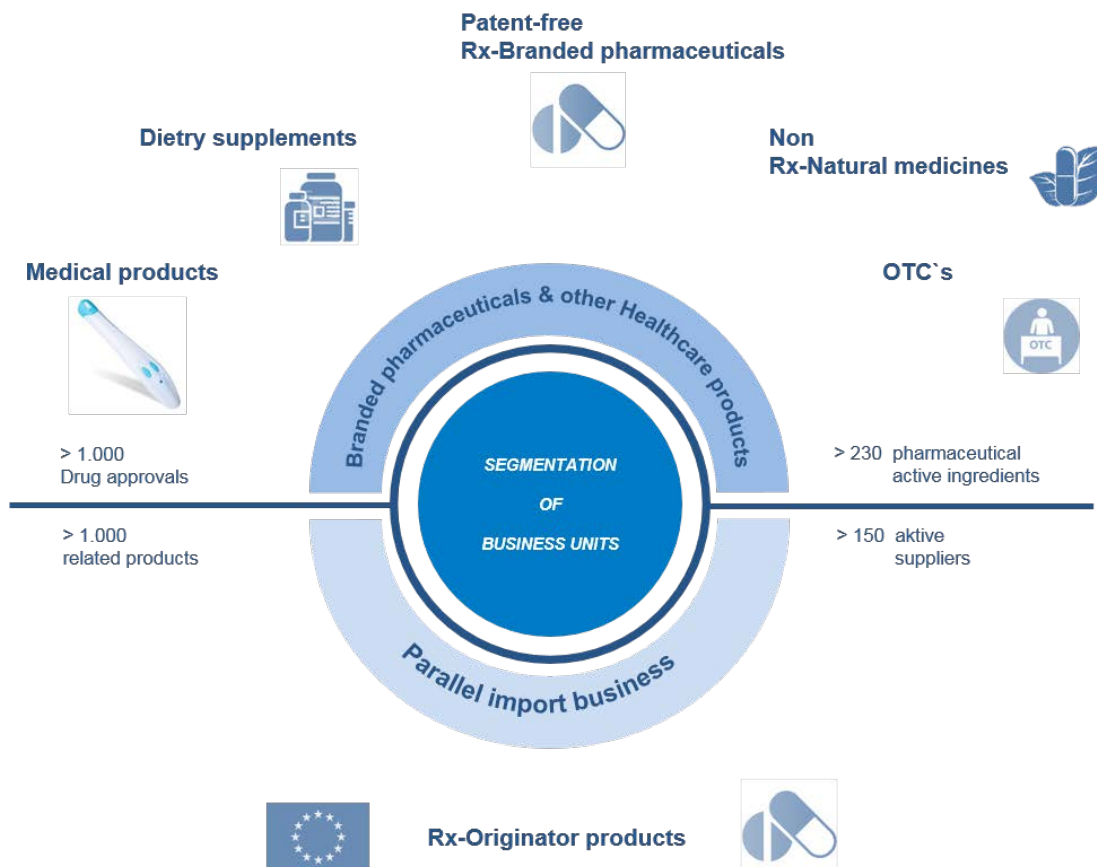 Patent-free
Rx-Branded pharmaceuticals
Dietry supplements
Non
Rx-Natural medicines
Medical products
OTC`s
OTC
Branded pharmaceuticals & other Healthcare products
> 1.000
Drug approvals
> 230 pharmaceutical
active ingredients
SEGMENTATION
OF
BUSINESS UNITS
> 1.000
related products
> 150 aktive
suppliers
Parallel import business
Rx-Originator products